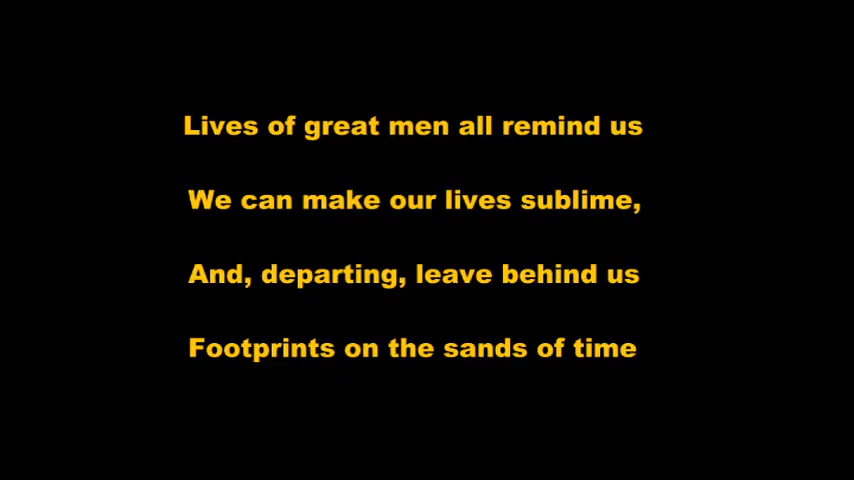 Lives of great men all remind us
We can make our lives sublime,
And, departing, leave behind us
Footprints on the sands of time